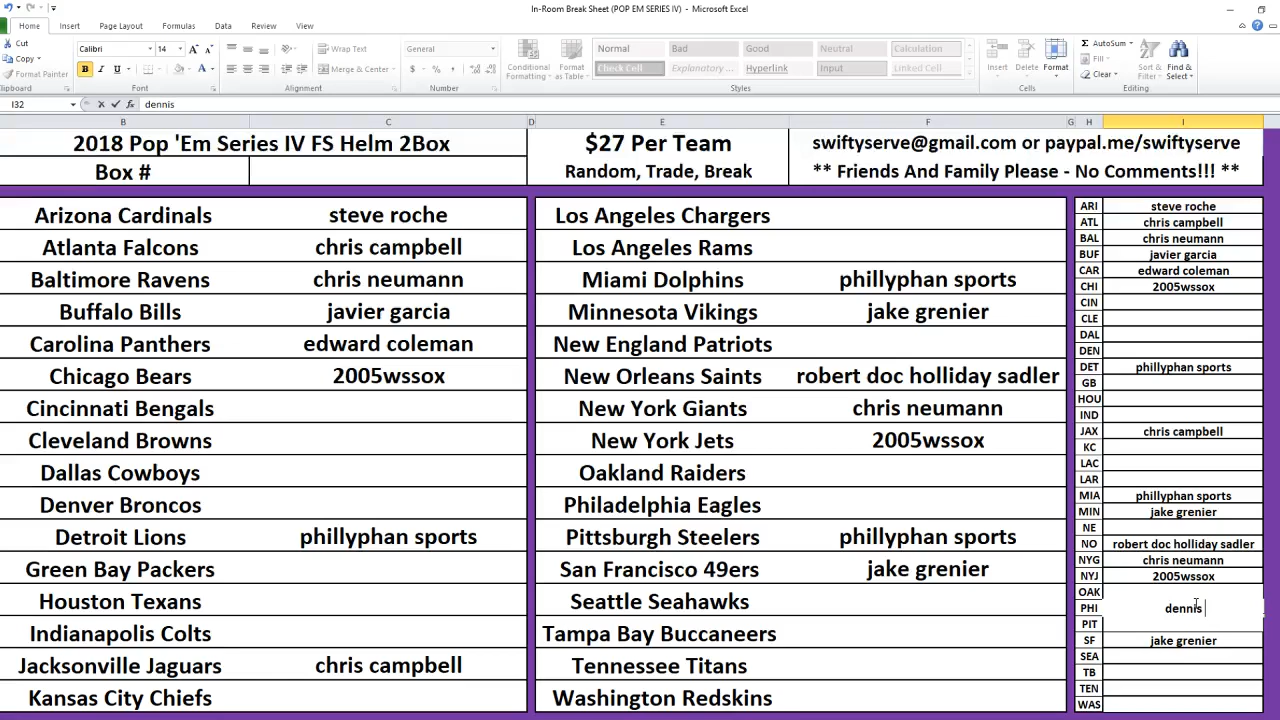 In-Room Break Sheet (POP EM SERIES IV) - Microsoft Excel
Home Insert Page Layout Formulas Data Review View
Cut
Copy
Format Painter
Clipboard
Calibri 14
B I U
Font
Wrap Text
Merge & Center
Alignment
General
$ % ,
Number
Conditional Formatting
Format as Table
Normal Bad Good Neutral Calculation
Check Cell Explanatory ... Hyperlink Input Linked Cell
Styles
Insert Delete Format
Cells
Σ AutoSum
Fill
Clear
Sort & Filter
Find & Select
Editing
I32 fx dennis
B C D E F G H I
2018 Pop 'Em Series IV FS Helm 2Box
$27 Per Team
swiftyserve@gmail.com or paypal.me/swiftyserve
Box #
Random, Trade, Break
** Friends And Family Please - No Comments!!! **
Arizona Cardinals steve roche
Atlanta Falcons chris campbell
Baltimore Ravens chris neumann
Buffalo Bills javier garcia
Carolina Panthers edward coleman
Chicago Bears 2005wssox
Cincinnati Bengals
Cleveland Browns
Dallas Cowboys
Denver Broncos
Detroit Lions phillyphan sports
Green Bay Packers
Houston Texans
Indianapolis Colts
Jacksonville Jaguars chris campbell
Kansas City Chiefs
Los Angeles Chargers
Los Angeles Rams
Miami Dolphins phillyphan sports
Minnesota Vikings jake grenier
New England Patriots
New Orleans Saints robert doc holliday sadler
New York Giants chris neumann
New York Jets 2005wssox
Oakland Raiders
Philadelphia Eagles
Pittsburgh Steelers phillyphan sports
San Francisco 49ers jake grenier
Seattle Seahawks
Tampa Bay Buccaneers
Tennessee Titans
Washington Redskins
ARI steve roche
ATL chris campbell
BAL chris neumann
BUF javier garcia
CAR edward coleman
CHI 2005wssox
CIN
CLE
DAL
DEN
DET phillyphan sports
GB
HOU
IND
JAX chris campbell
KC
LAC
LAR
MIA phillyphan sports
MIN jake grenier
NE
NO robert doc holliday sadler
NYG chris neumann
NYJ 2005wssox
OAK
PHI dennis
PIT
SF jake grenier
SEA
TB
TEN
WAS